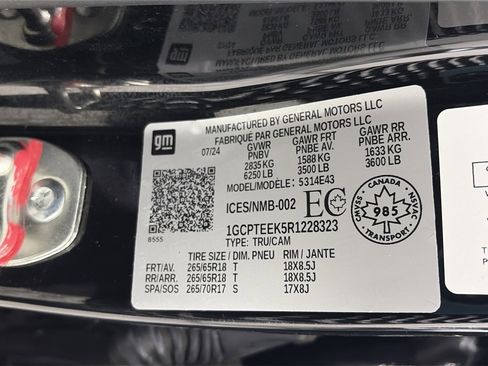 gm
MANUFACTURED BY GENERAL MOTORS LLC
FABRIQUE PAR GENERAL MOTORS LLC
07/24 GVWR GAWR FRT GAWR RR
PNBV PNBE AV. PNBE ARR.
2835 KG 1588 KG 1633 KG
6250 LB 3500 LB 3600 LB
MODEL/MODÈLE: 5314E43
ICES/NMB-002 EC
CANADA
985
TRANSPORT
1GCPTEEK5R1228323
8555 TYPE: TRU/CAM
TIRE SIZE / DIM. PNEU RIM / JANTE
FRT/AV. 265/65R18 T 18X8.5J
RR/ARR. 265/65R18 T 18X8.5J
SPA/SOS 265/70R17 S 17X8J